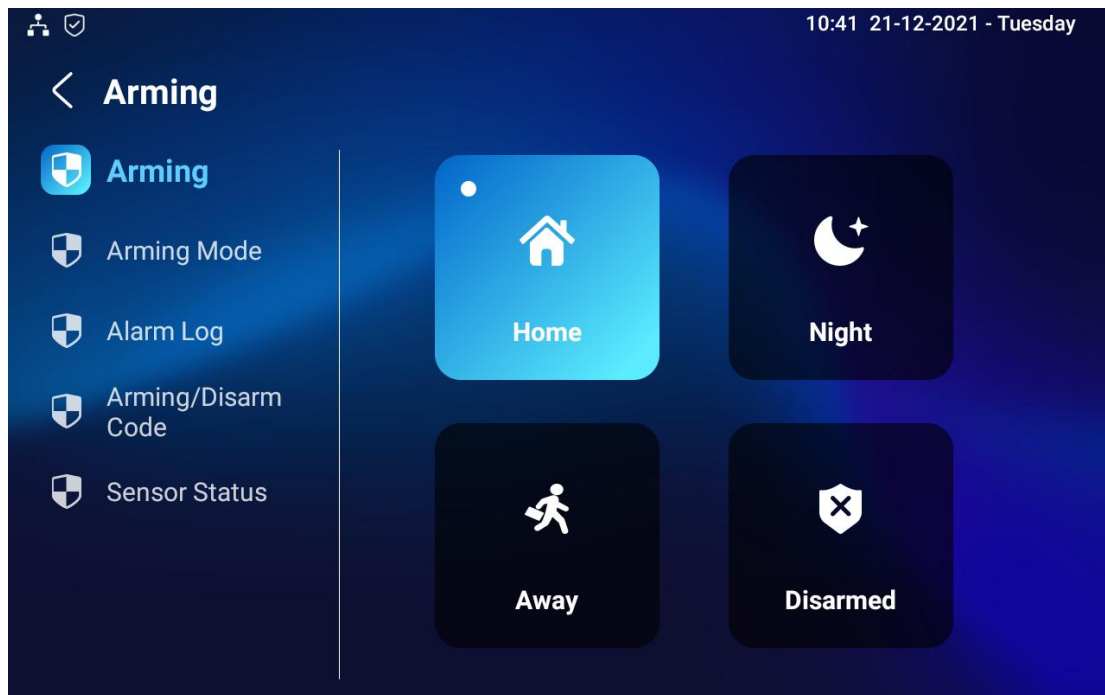 10:41 21-12-2021 - Tuesday
Arming
Arming
Arming Mode
Alarm Log
Arming/Disarm
Code
Sensor Status
Home
Night
Away
Disarmed